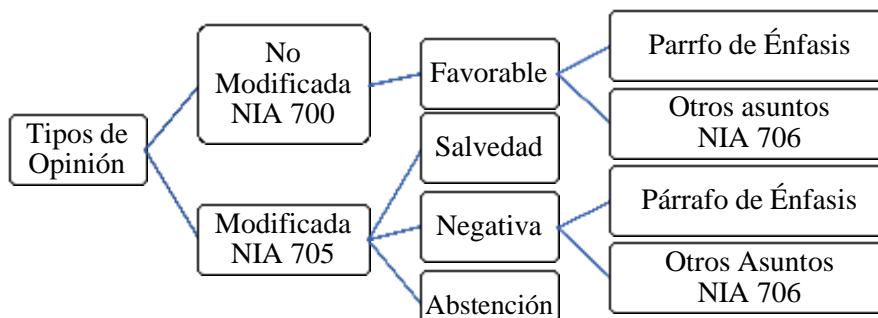 Tipos de
Opinión
No
Modificada
NIA 700
Favorable
Parrfo de Énfasis
Otros asuntos
NIA 706
Modificada
NIA 705
Salvedad
Negativa
Abstención
Párrafo de Énfasis
Otros Asuntos
NIA 706